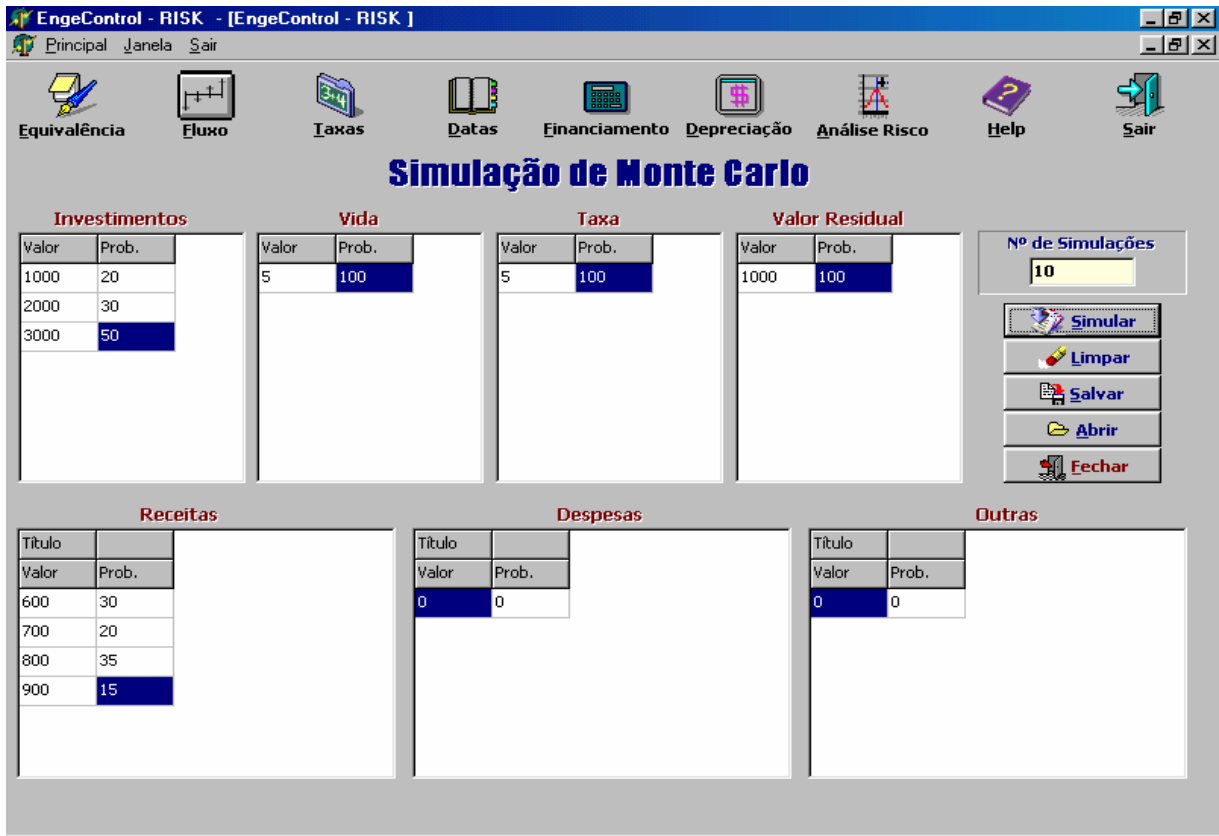 EngeControl - RISK - [EngeControl - RISK ]
Principal Janela Sair
Equivalência Fluxo Taxas Datas Financiamento Depreciação Análise Risco Help Sair
Simulação de Monte Carlo
Investimentos Vida Taxa Valor Residual
Valor Prob. Valor Prob. Valor Prob. Valor Prob.
Nº de Simulações
1000 20 5 100 5 100 1000 100 10
2000 30
3000 50
Simular
Limpar
Salvar
Abrir
Fechar
Receitas Despesas Outras
Título Título Título
Valor Prob. Valor Prob. Valor Prob.
600 30 0 0 0 0
700 20
800 35
900 15